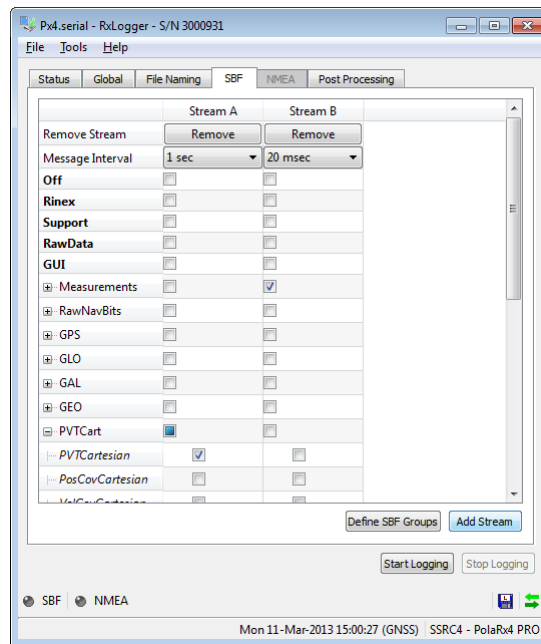 Px4.serial - RxLogger - S/N 3000931
File Tools Help
Status Global File Naming SBF NMEA Post Processing
Stream A Stream B
Remove Stream Remove Remove
Message Interval 1 sec 20 msec
Off
Rinex
Support
RawData
GUI
Measurements
RawNavBits
GPS
GLO
GAL
GEO
PVTCart
PVTCartesian
PosCovCartesian
VelCovCartesian
Define SBF Groups Add Stream
Start Logging Stop Logging
SBF NMEA
Mon 11-Mar-2013 15:00:27 (GNSS) SSRC4 - PolaRx4 PRO